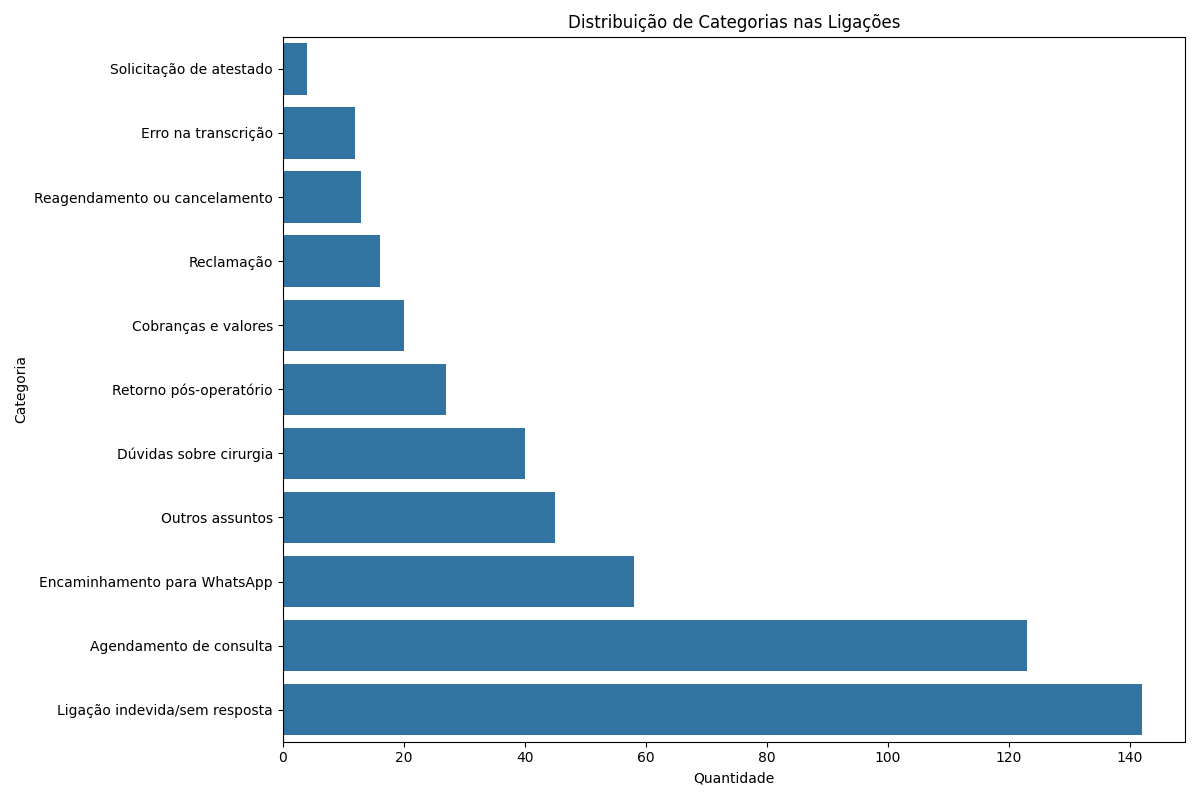 Distribuição de Categorias nas Ligações
Categoria
Solicitação de atestado
Erro na transcrição
Reagendamento ou cancelamento
Reclamação
Cobranças e valores
Retorno pós-operatório
Dúvidas sobre cirurgia
Outros assuntos
Encaminhamento para WhatsApp
Agendamento de consulta
Ligação indevida/sem resposta
0 20 40 60 80 100 120 140
Quantidade